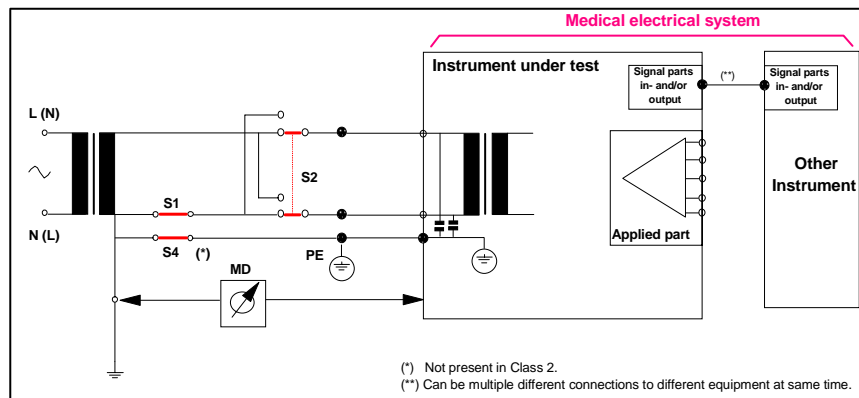 Medical electrical system
Instrument under test
Signal parts
in- and/or
output
(**)
Signal parts
in- and/or
output
L (N)
S2
Other
Instrument
S1
N (L)
S4
(*)
PE
Applied part
MD
(*) Not present in Class 2.
(**) Can be multiple different connections to different equipment at same time.